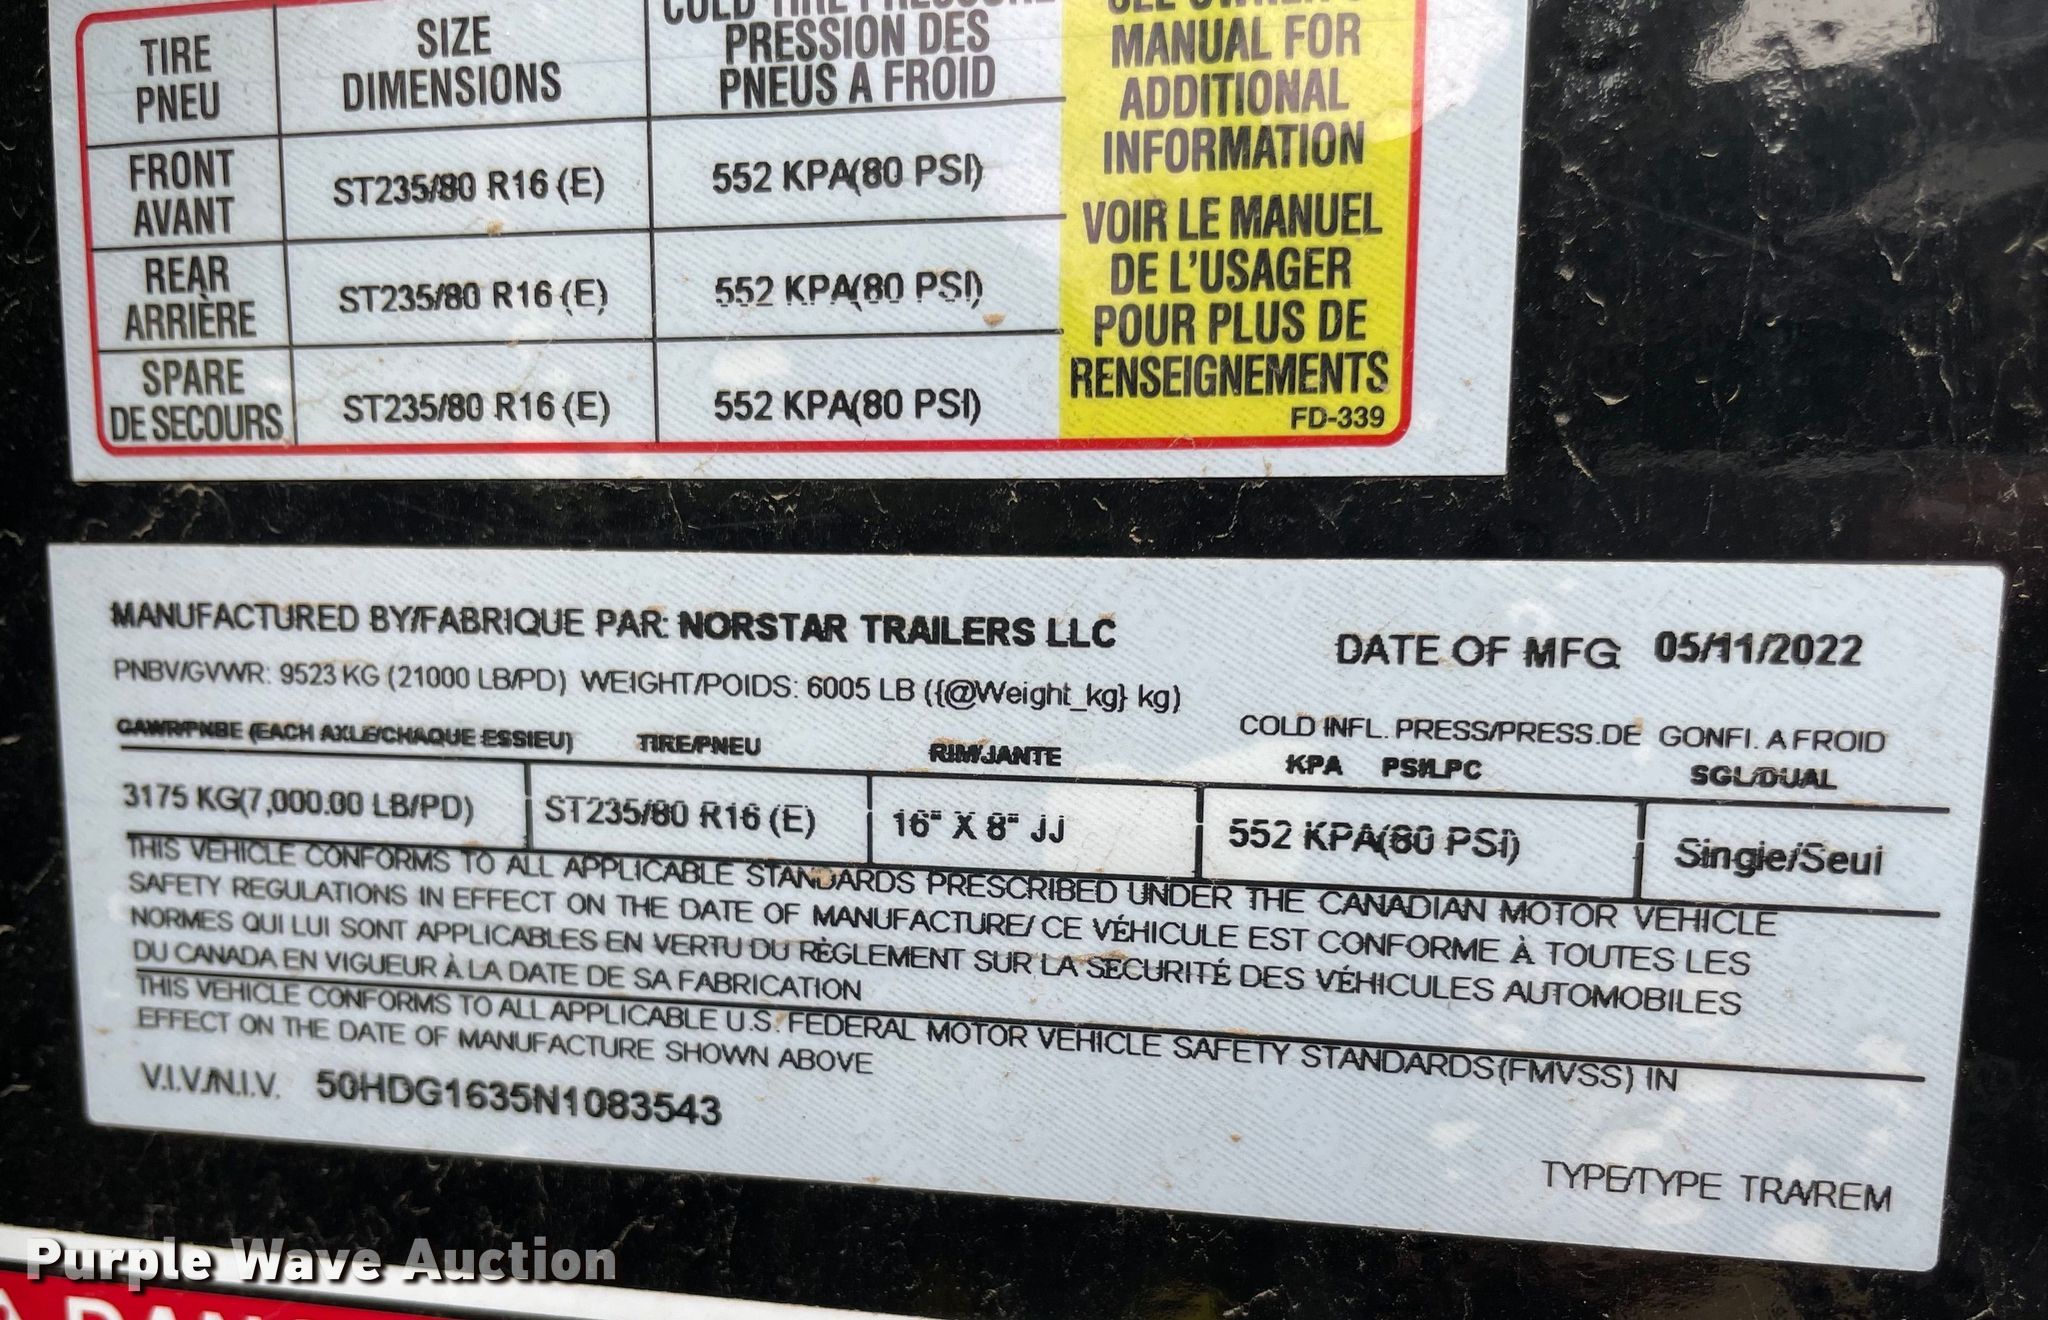 COLD TIRE PRESSURE
SEE OWNER'S
TIRE
PNEU
SIZE
DIMENSIONS
PRESSION DES
PNEUS A FROID
MANUAL FOR
ADDITIONAL
INFORMATION
FRONT
AVANT
ST235/80 R16 (E)
552 KPA(80 PSI)
VOIR LE MANUEL
DE L'USAGER
POUR PLUS DE
RENSEIGNEMENTS
REAR
ARRIÈRE
ST235/80 R16 (E)
552 KPA(80 PSI)
SPARE
DE SECOURS
ST235/80 R16 (E)
552 KPA(80 PSI)
FD-339
MANUFACTURED BY/FABRIQUE PAR: NORSTAR TRAILERS LLC
DATE OF MFG: 05/11/2022
PNBV/GVWR: 9523 KG (21000 LB/PD) WEIGHT/POIDS: 6005 LB ({@Weight_kg} kg)
GAWR/PNBE (EACH AXLE/CHAQUE ESSIEU) TIRE/PNEU RIM/JANTE
COLD INFL. PRESS/PRESS.DE GONFI. A FROID
KPA PSI/LPC SGL/DUAL
3175 KG(7,000.00 LB/PD) ST235/80 R16 (E) 16" X 8" JJ 552 KPA(80 PSI) Single/Seul
THIS VEHICLE CONFORMS TO ALL APPLICABLE STANDARDS PRESCRIBED UNDER THE CANADIAN MOTOR VEHICLE
SAFETY REGULATIONS IN EFFECT ON THE DATE OF MANUFACTURE/ CE VÉHICULE EST CONFORME À TOUTES LES
NORMES QUI LUI SONT APPLICABLES EN VERTU DU RÈGLEMENT SUR LA SÉCURITÉ DES VÉHICULES AUTOMOBILES
DU CANADA EN VIGUEUR À LA DATE DE SA FABRICATION
THIS VEHICLE CONFORMS TO ALL APPLICABLE U.S. FEDERAL MOTOR VEHICLE SAFETY STANDARDS (FMVSS) IN
EFFECT ON THE DATE OF MANUFACTURE SHOWN ABOVE
V.I.V./N.I.V. 50HDG1635N1083543
TYPE/TYPE TRA/REM
Purple Wave Auction